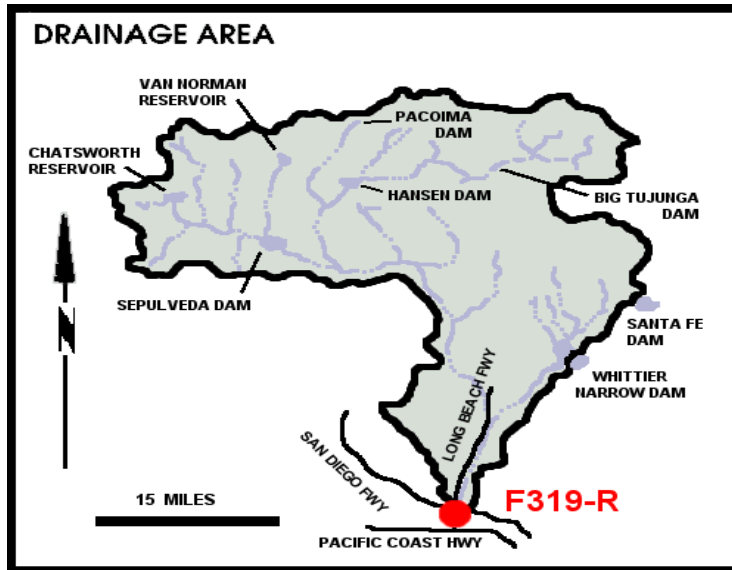 DRAINAGE AREA
VAN NORMAN
RESERVOIR
PACOIMA
DAM
CHATSWORTH
RESERVOIR
HANSEN DAM
BIG TUJUNGA
DAM
SEPULVEDA DAM
N
SANTA FE
DAM
WHITTIER
NARROW DAM
LONG BEACH FWY
SAN DIEGO FWY
15 MILES
F319-R
PACIFIC COAST HWY